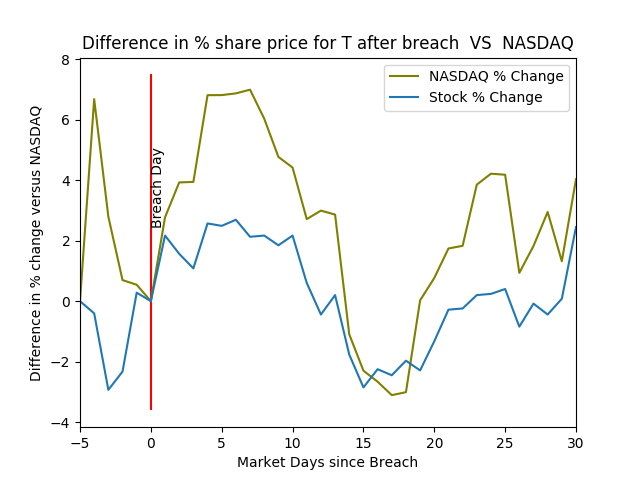 Difference in % share price for T after breach  VS  NASDAQ
NASDAQ % Change
Stock % Change
Breach Day
Difference in % change versus NASDAQ
8
6
4
2
0
−2
−4
−5
0
5
10
15
20
25
30
Market Days since Breach